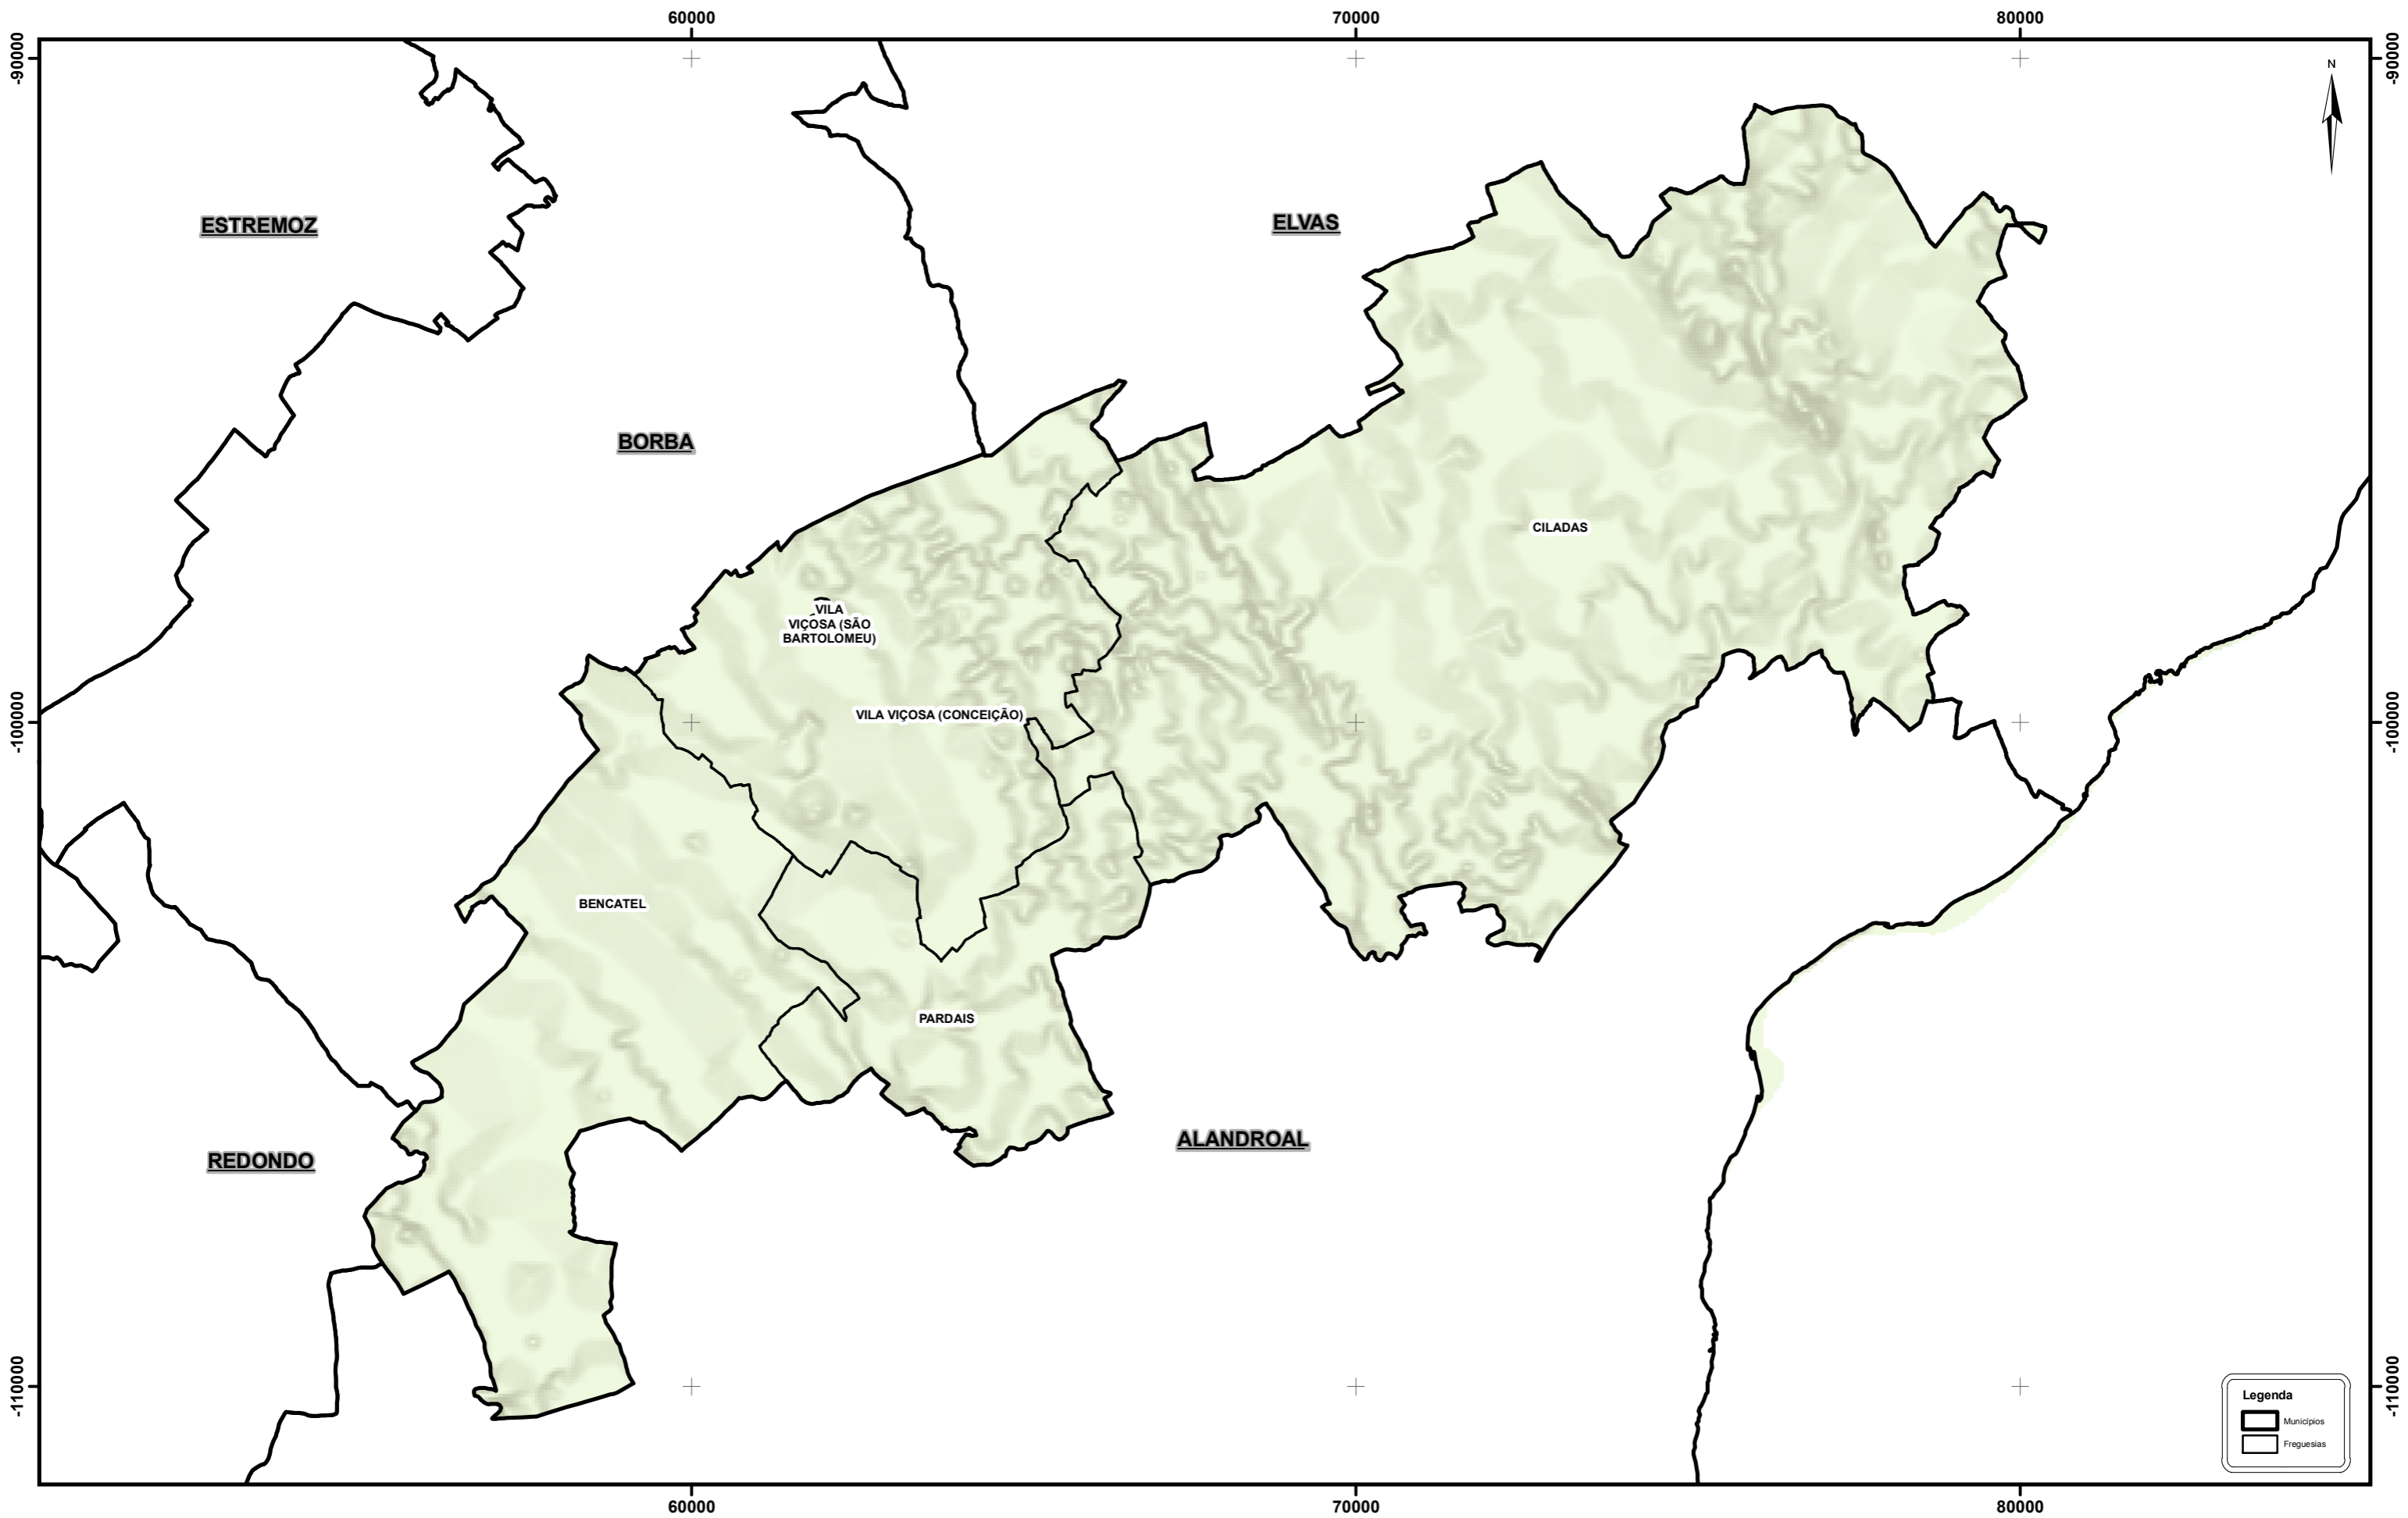 60000
70000
80000
-90000
-90000
N
ESTREMOZ
ELVAS
BORBA
CILADAS
VILA
VIÇOSA (SÃO
BARTOLOMEU)
VILA VIÇOSA (CONCEIÇÃO)
-100000
-100000
BENCATEL
PARDAIS
ALANDROAL
REDONDO
-110000
-110000
Legenda
Municípios
Freguesias
60000
70000
80000